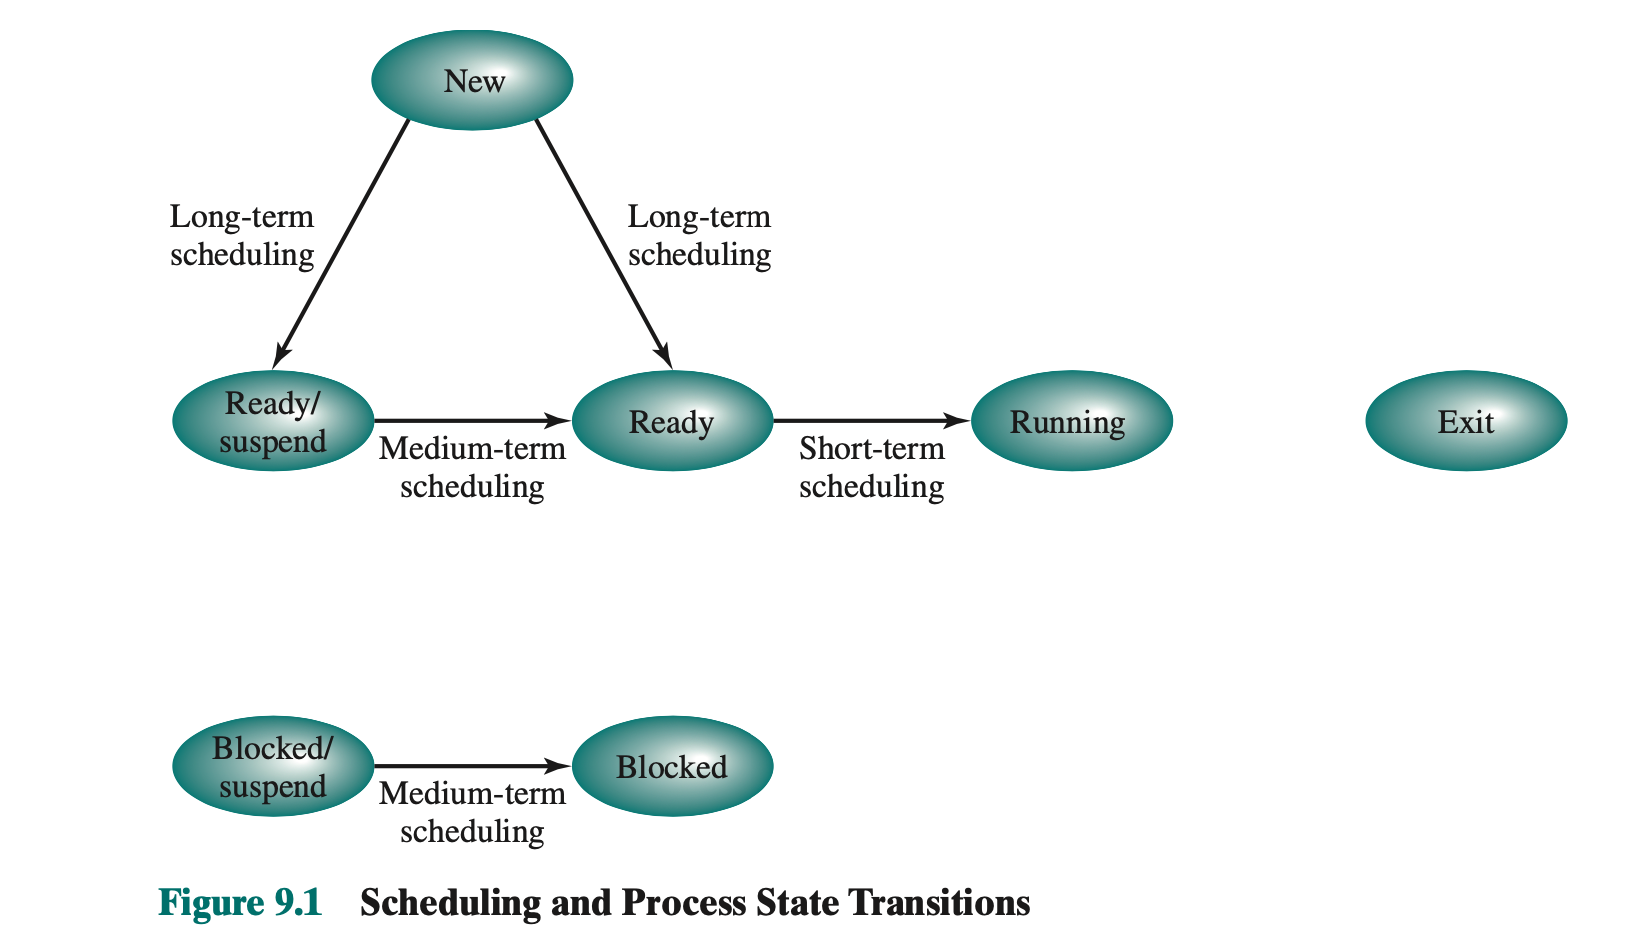 New
Long-term
scheduling
Long-term
scheduling
Ready/
suspend
Medium-term
scheduling
Ready
Short-term
scheduling
Running
Exit
Blocked/
suspend
Medium-term
scheduling
Blocked
Figure 9.1 Scheduling and Process State Transitions